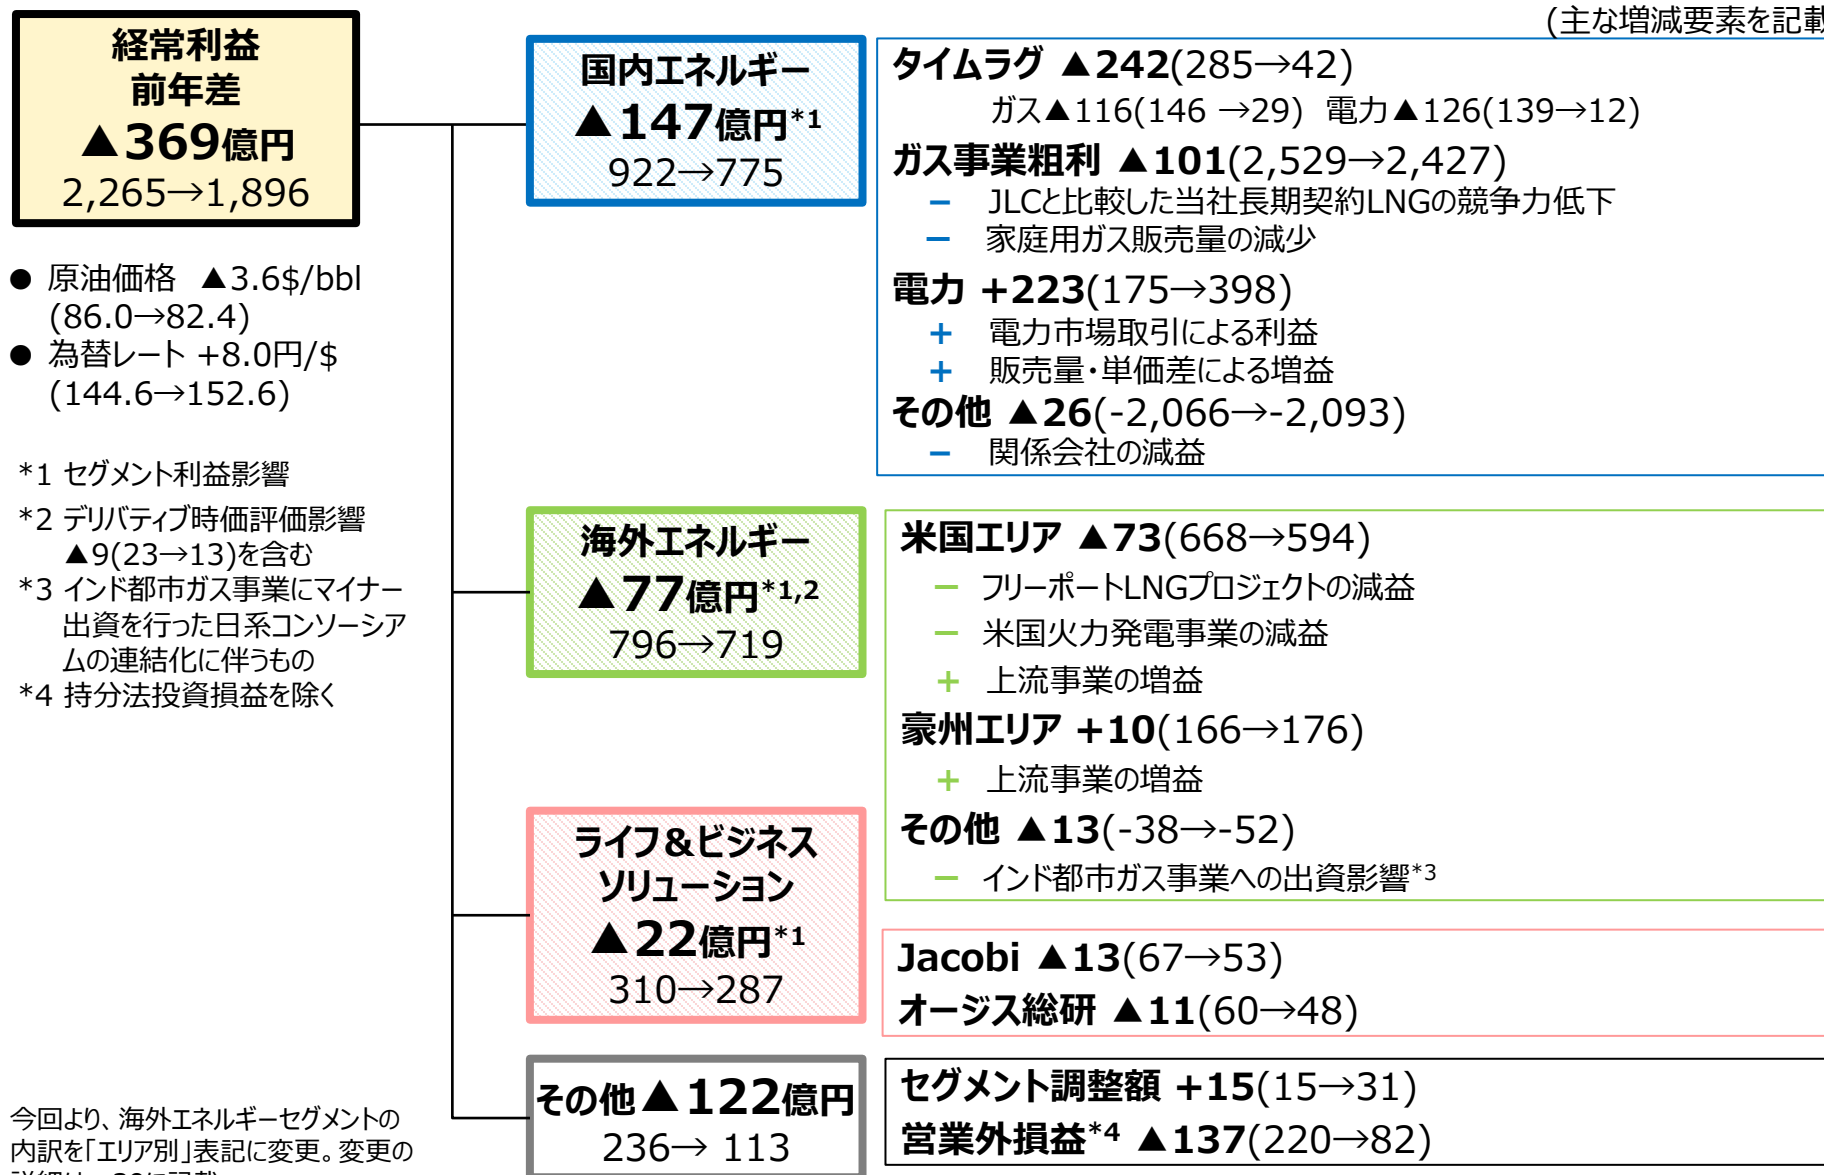 (主な増減要素を記載
経常利益
前年差
▲369億円
2,265→1,896
● 原油価格 ▲3.6$/bbl
(86.0→82.4)
● 為替レート +8.0円/$
(144.6→152.6)
*1 セグメント利益影響
*2 デリバティブ時価評価影響
▲9(23→13)を含む
*3 インド都市ガス事業にマイナー
出資を行った日系コンソーシア
ムの連結化に伴うもの
*4 持分法投資損益を除く
今回より、海外エネルギーセグメントの
内訳を「エリア別」表記に変更。変更の
国内エネルギー
▲147億円*1
922→775
タイムラグ ▲242(285→42)
ガス▲116(146 →29) 電力▲126(139→12)
ガス事業粗利 ▲101(2,529→2,427)
− JLCと比較した当社長期契約LNGの競争力低下
− 家庭用ガス販売量の減少
電力 +223(175→398)
+ 電力市場取引による利益
+ 販売量・単価差による増益
その他 ▲26(-2,066→-2,093)
− 関係会社の減益
海外エネルギー
▲77億円*1,2
796→719
米国エリア ▲73(668→594)
− フリーポートLNGプロジェクトの減益
− 米国火力発電事業の減益
+ 上流事業の増益
豪州エリア +10(166→176)
+ 上流事業の増益
その他 ▲13(-38→-52)
− インド都市ガス事業への出資影響*3
ライフ&ビジネス
ソリューション
▲22億円*1
310→287
Jacobi ▲13(67→53)
オージス総研 ▲11(60→48)
その他▲122億円
236→ 113
セグメント調整額 +15(15→31)
営業外損益*4 ▲137(220→82)